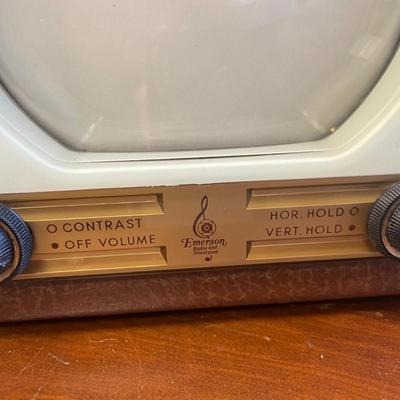 O CONTRAST
• OFF VOLUME
Emerson
Radio and
Television
HOR. HOLD O
VERT. HOLD •